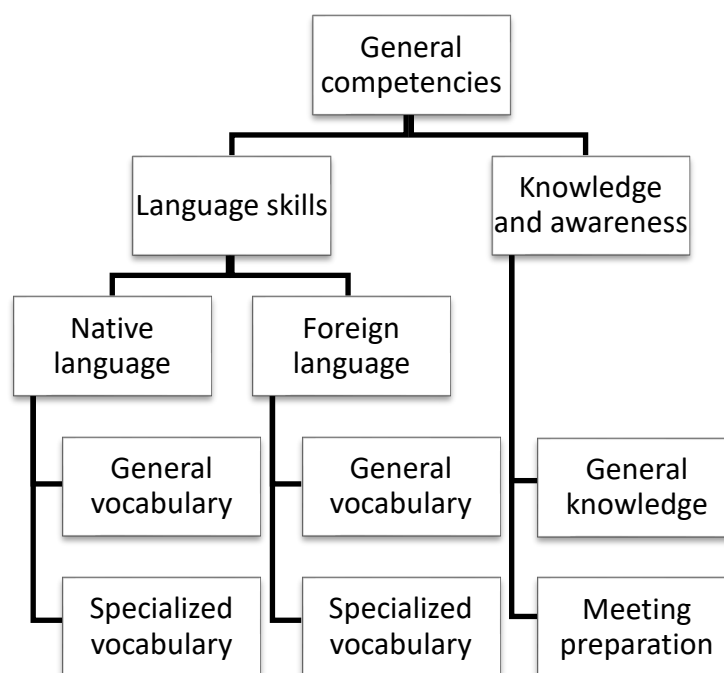 General
competencies
Language skills
Knowledge
and awareness
Native
language
Foreign
language
General
vocabulary
General
vocabulary
General
knowledge
Specialized
vocabulary
Specialized
vocabulary
Meeting
preparation